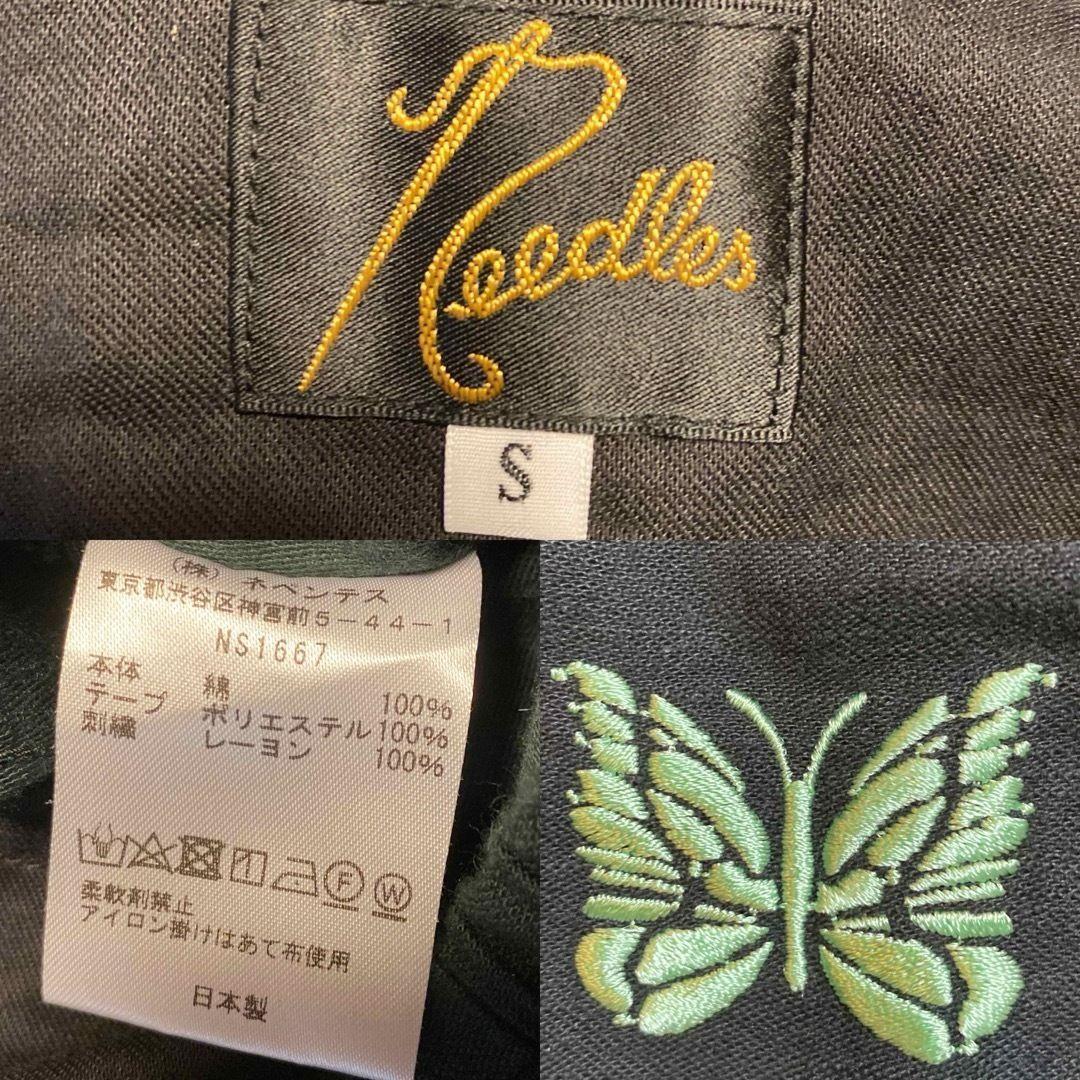 Needles
S
(株) ネペンテス
東京都渋谷区神宮前5-44-1
NS1667
本体 綿 100%
テープ ポリエステル100%
刺繍 レーヨン 100%
F W
柔軟剤禁止
アイロン掛けはあて布使用
日本製